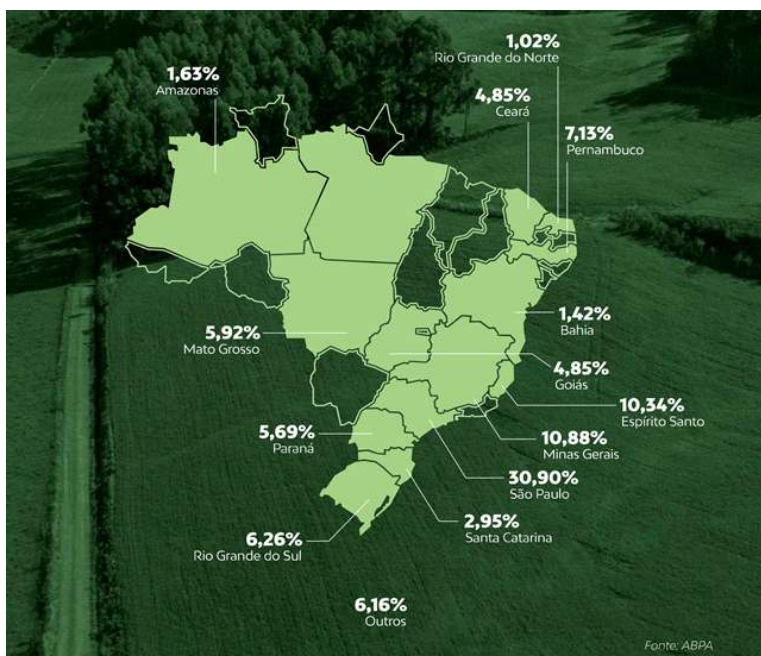 1,02%
Rio Grande do Norte
1,63%
Amazonas
4,85%
Ceará
7,13%
Pernambuco
1,42%
Bahia
5,92%
Mato Grosso
4,85%
Goiás
10,34%
Espírito Santo
5,69%
Paraná
10,88%
Minas Gerais
30,90%
São Paulo
2,95%
Santa Catarina
6,26%
Rio Grande do Sul
6,16%
Outros
Fonte: ABPA